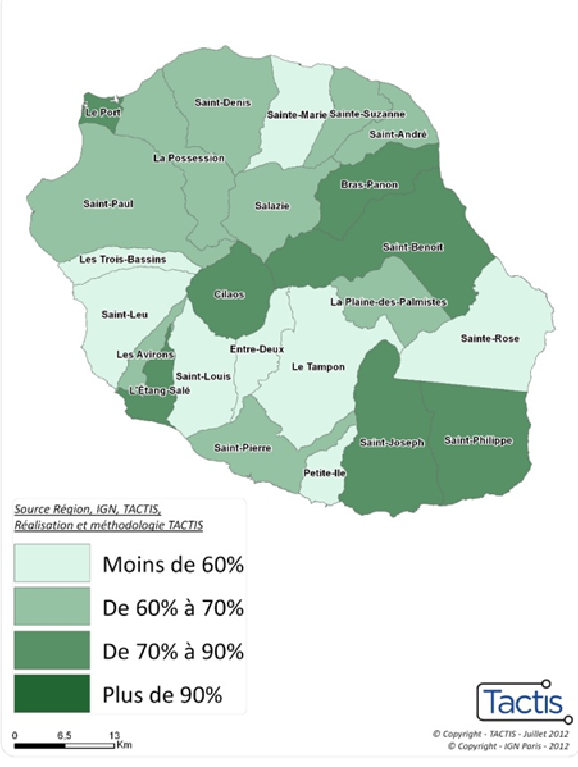 Le Port
Saint-Denis
Sainte-Marie
Sainte-Suzanne
Saint-André
La Possession
Bras-Panon
Saint-Paul
Salazie
Saint-Benoit
Les Trois-Bassins
Cilaos
La Plaine-des-Palmistes
Saint-Leu
Sainte-Rose
Les Avirons
Entre-Deux
Le Tampon
Saint-Louis
L'Étang-Salé
Saint-Pierre
Saint-Joseph
Saint-Philippe
Petite-Ile
Source Région, IGN, TACTIS,
Réalisation et méthodologie TACTIS
Moins de 60%
De 60% à 70%
De 70% à 90%
Plus de 90%
0 6,5 13
Km
Tactis
© Copyright - TACTIS - Juillet 2012
© Copyright - IGN Paris - 2012